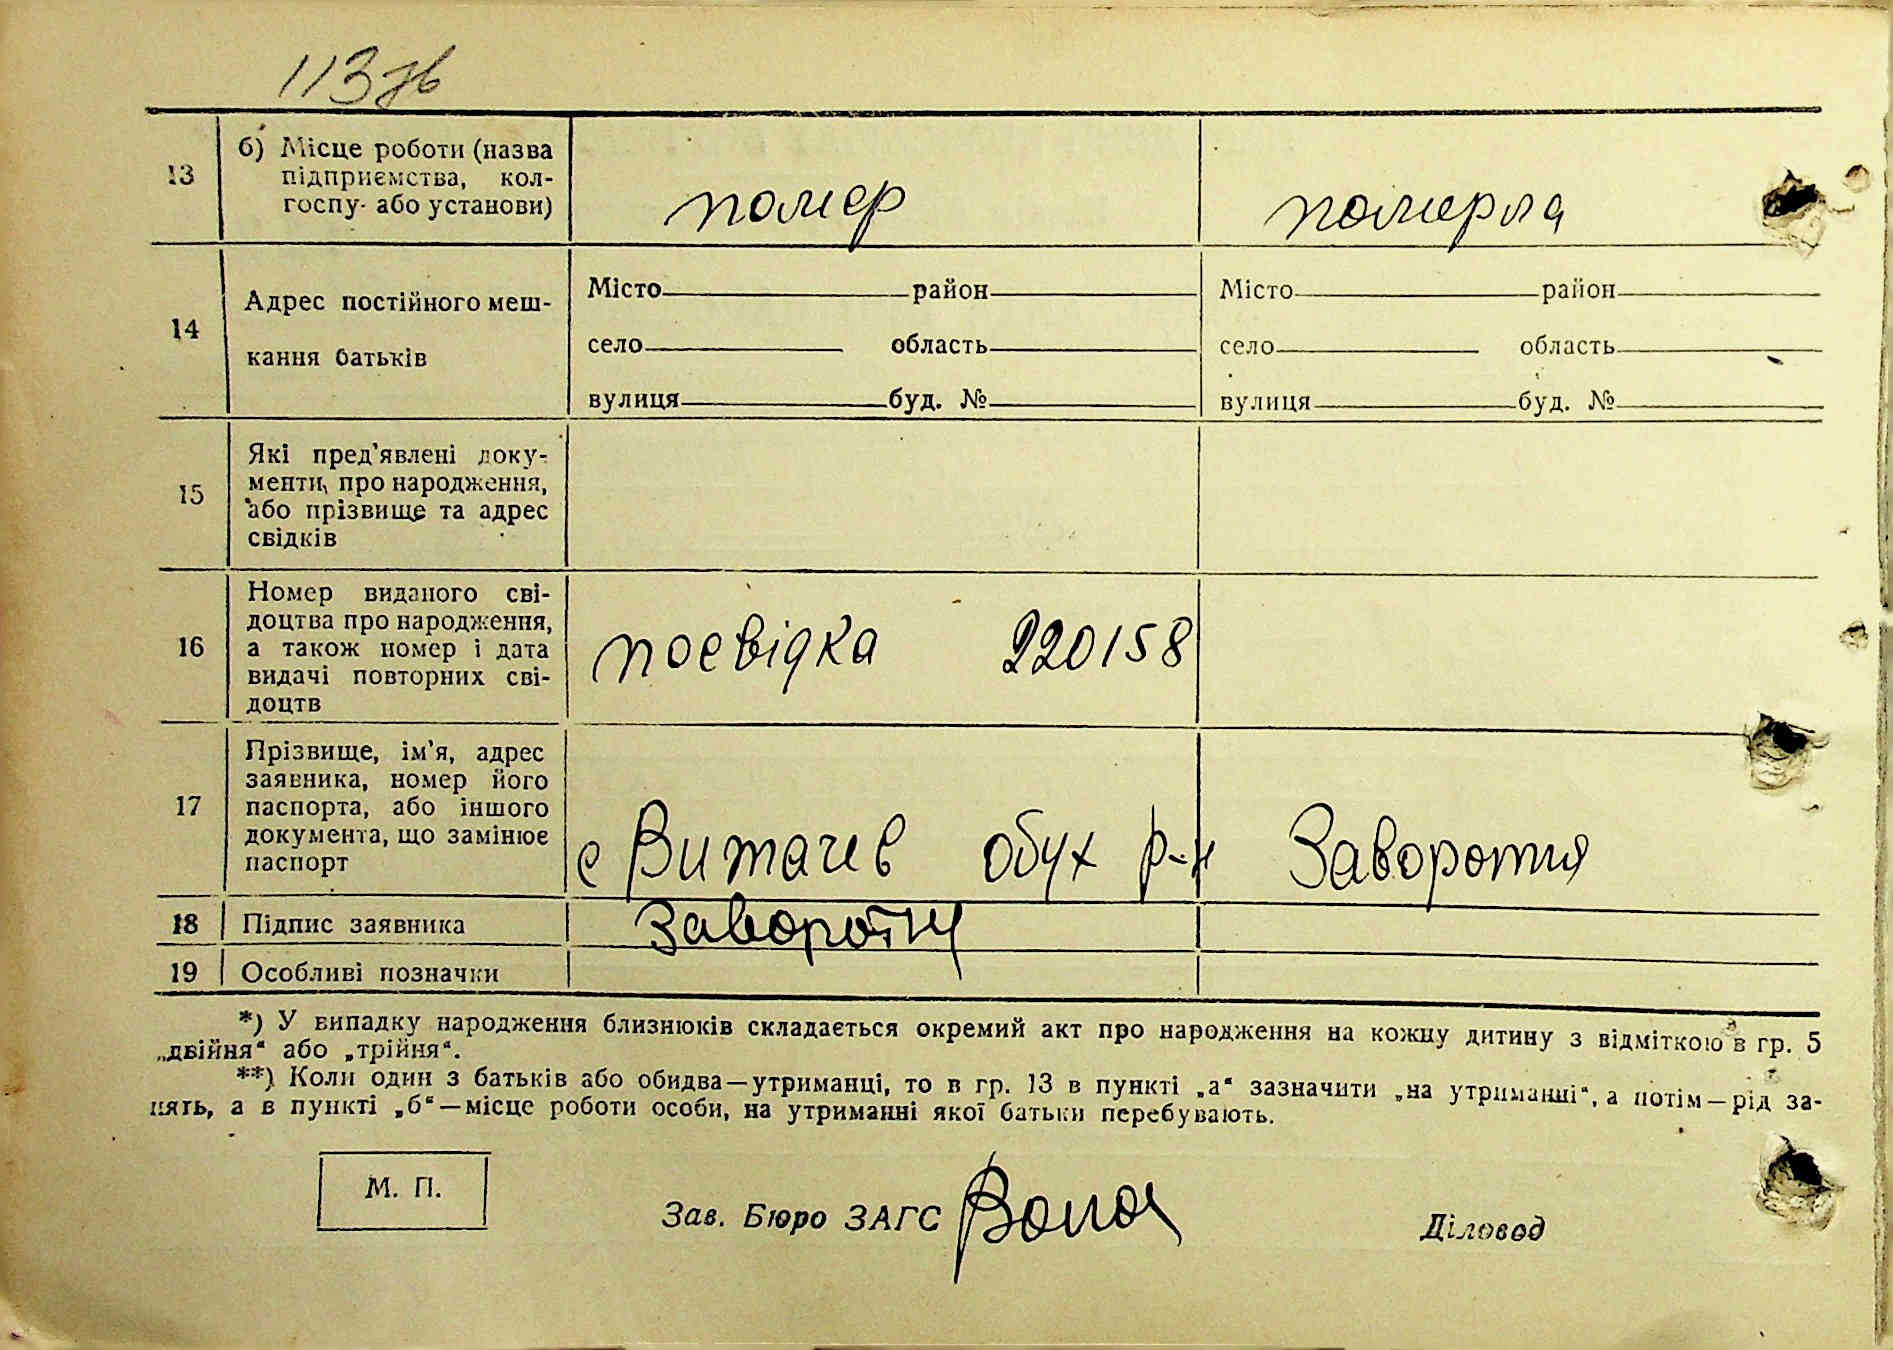 113 зв
13
б) Місце роботи (назва
підприємства, кол-
госпу або установи)
помер
померла
14
Адрес постійного меш-
кання батьків
Місто район
село область
вулиця буд. №
Місто район
село область
вулиця буд. №
15
Які пред'явлені доку-
менти про народження,
або прізвище та адрес
свідків
16
Номер виданого сві-
доцтва про народження,
а також номер і дата
видачі повторних сві-
доцтв
посвідка 220158
17
Прізвище, ім'я, адрес
заявника, номер його
паспорта, або іншого
документа, що замінює
паспорт
с Витачев обух р-н Заворотня
18 Підпис заявника
Заворотн
19 Особливі позначки
*) У випадку народження близнюків складається окремий акт про народження на кожну дитину з відміткою в гр. 5
„двійня“ або „трійня“.
**) Коли один з батьків або обидва—утриманці, то в гр. 13 в пункті „а“ зазначити „на утриманні“, а потім—рід за-
нять, а в пункті „б“—місце роботи особи, на утриманні якої батьки перебувають.
М. П.
Зав. Бюро ЗАГС
Діловод